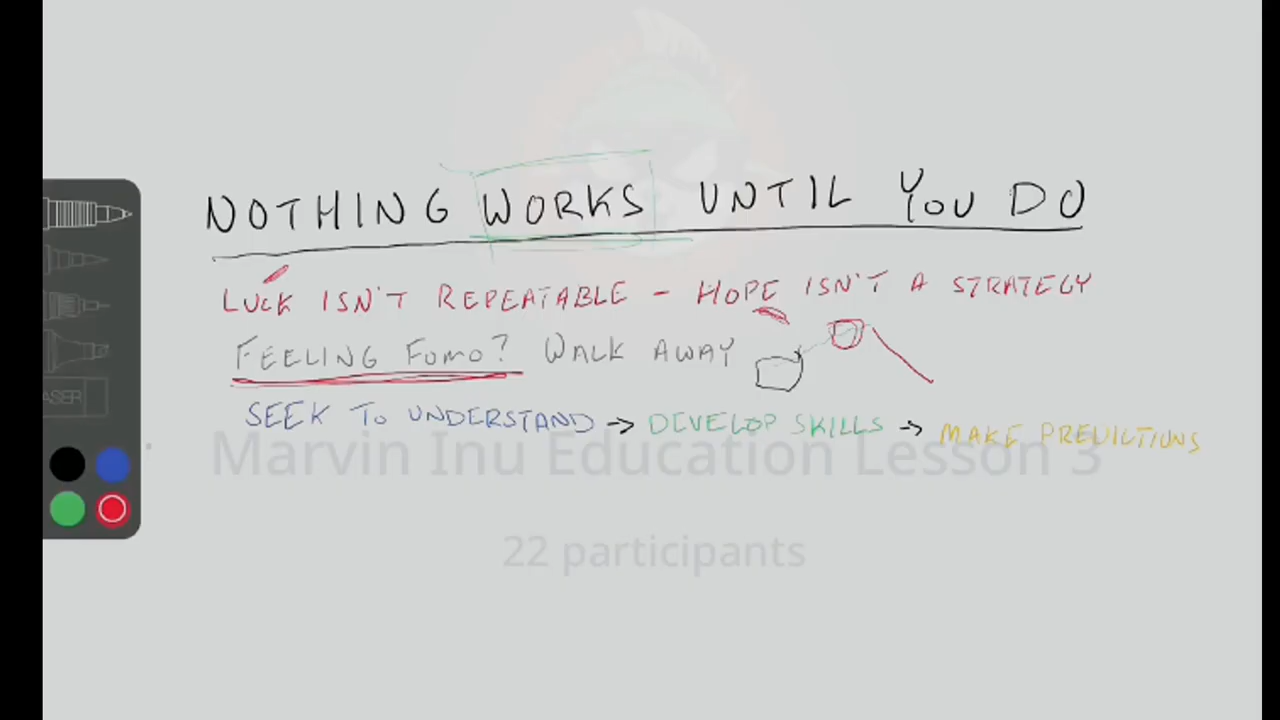 NOTHING WORKS UNTIL YOU DO
LUCK ISN'T REPEATABLE - HOPE ISN'T A STRATEGY
FEELING FOMO? WALK AWAY
SEEK TO UNDERSTAND → DEVELOP SKILLS → MAKE PREDICTIONS
Marvin Inu Education Lesson 3
22 participants